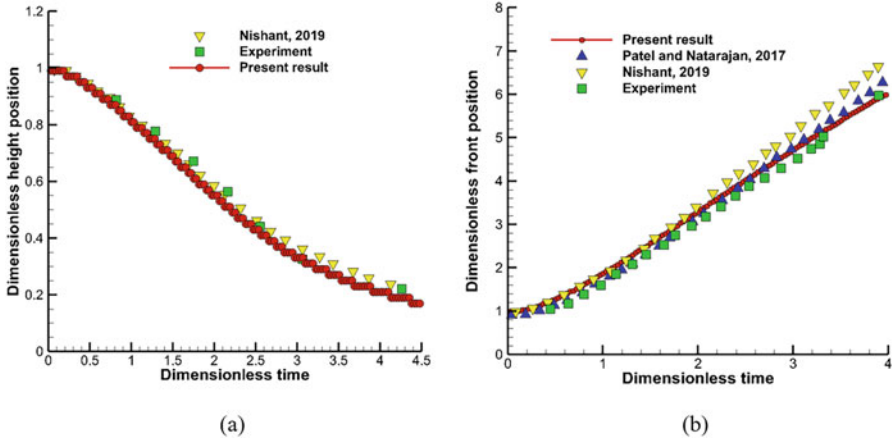 1.2
1
0.8
0.6
0.4
0.2
0
Dimensionless height position
Nishant, 2019
Experiment
Present result
0 0.5 1 1.5 2 2.5 3 3.5 4 4.5
Dimensionless time
(a)
8
7
6
5
4
3
2
1
0
Dimensionless front position
Present result
Patel and Natarajan, 2017
Nishant, 2019
Experiment
0 1 2 3 4
Dimensionless time
(b)